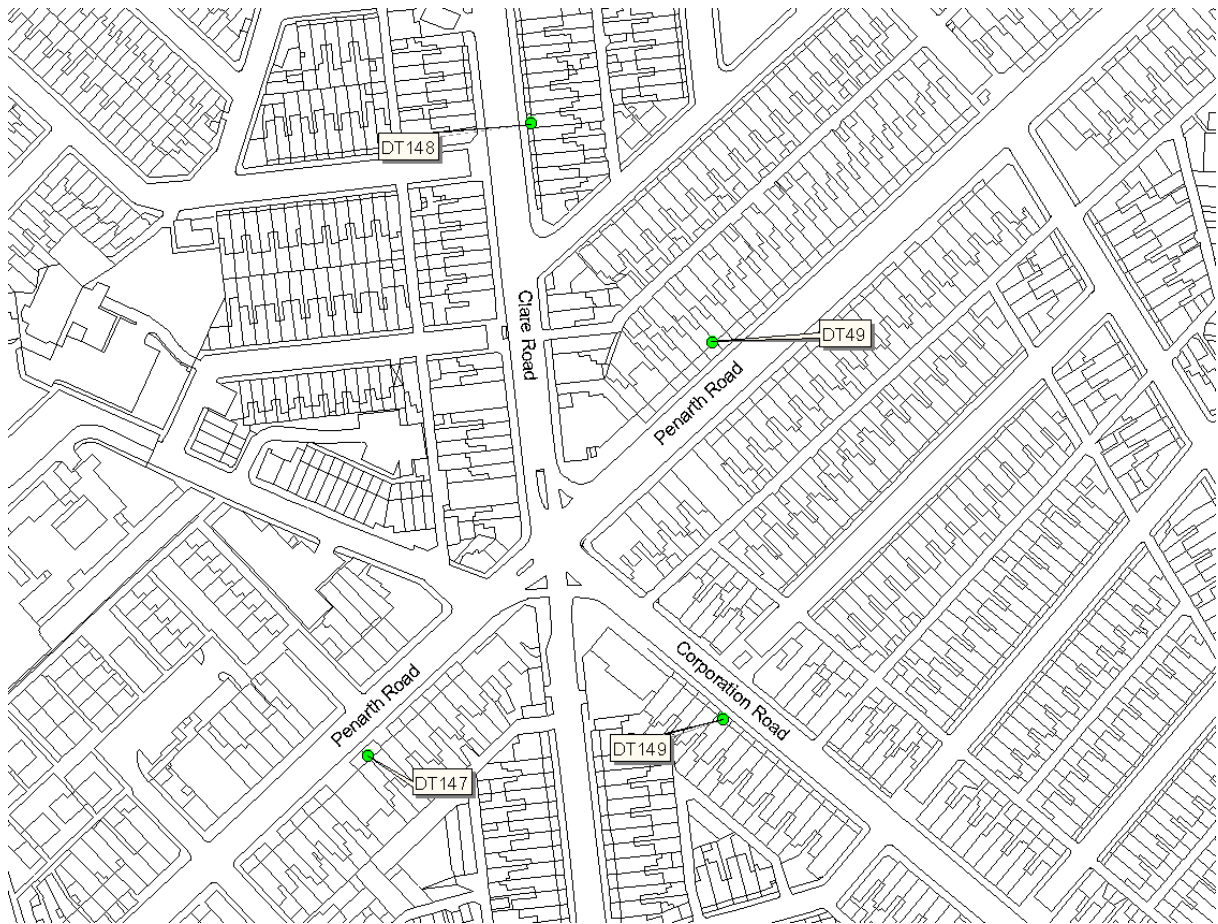 DT148
Clare Road
DT49
Penarth Road
Corporation Road
Penarth Road
DT149
DT147